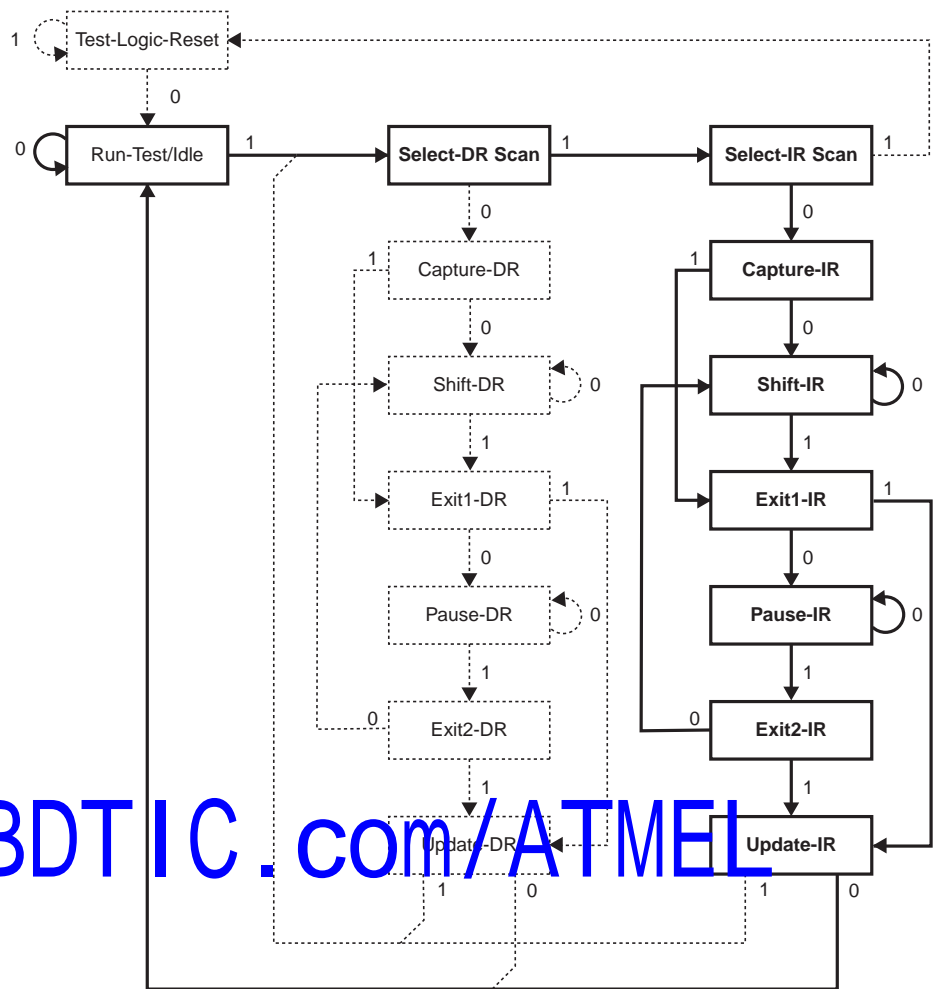 Test-Logic-Reset
1
0
Run-Test/Idle
0
1
Select-DR Scan
1
Select-IR Scan
1
0
0
Capture-DR
1
Capture-IR
1
0
0
Shift-DR
0
Shift-IR
0
1
1
Exit1-DR
1
Exit1-IR
1
0
0
Pause-DR
0
Pause-IR
0
1
1
Exit2-DR
0
Exit2-IR
0
1
1
Update-DR
Update-IR
1
0
1
0
BDTIC.com/ATMEL